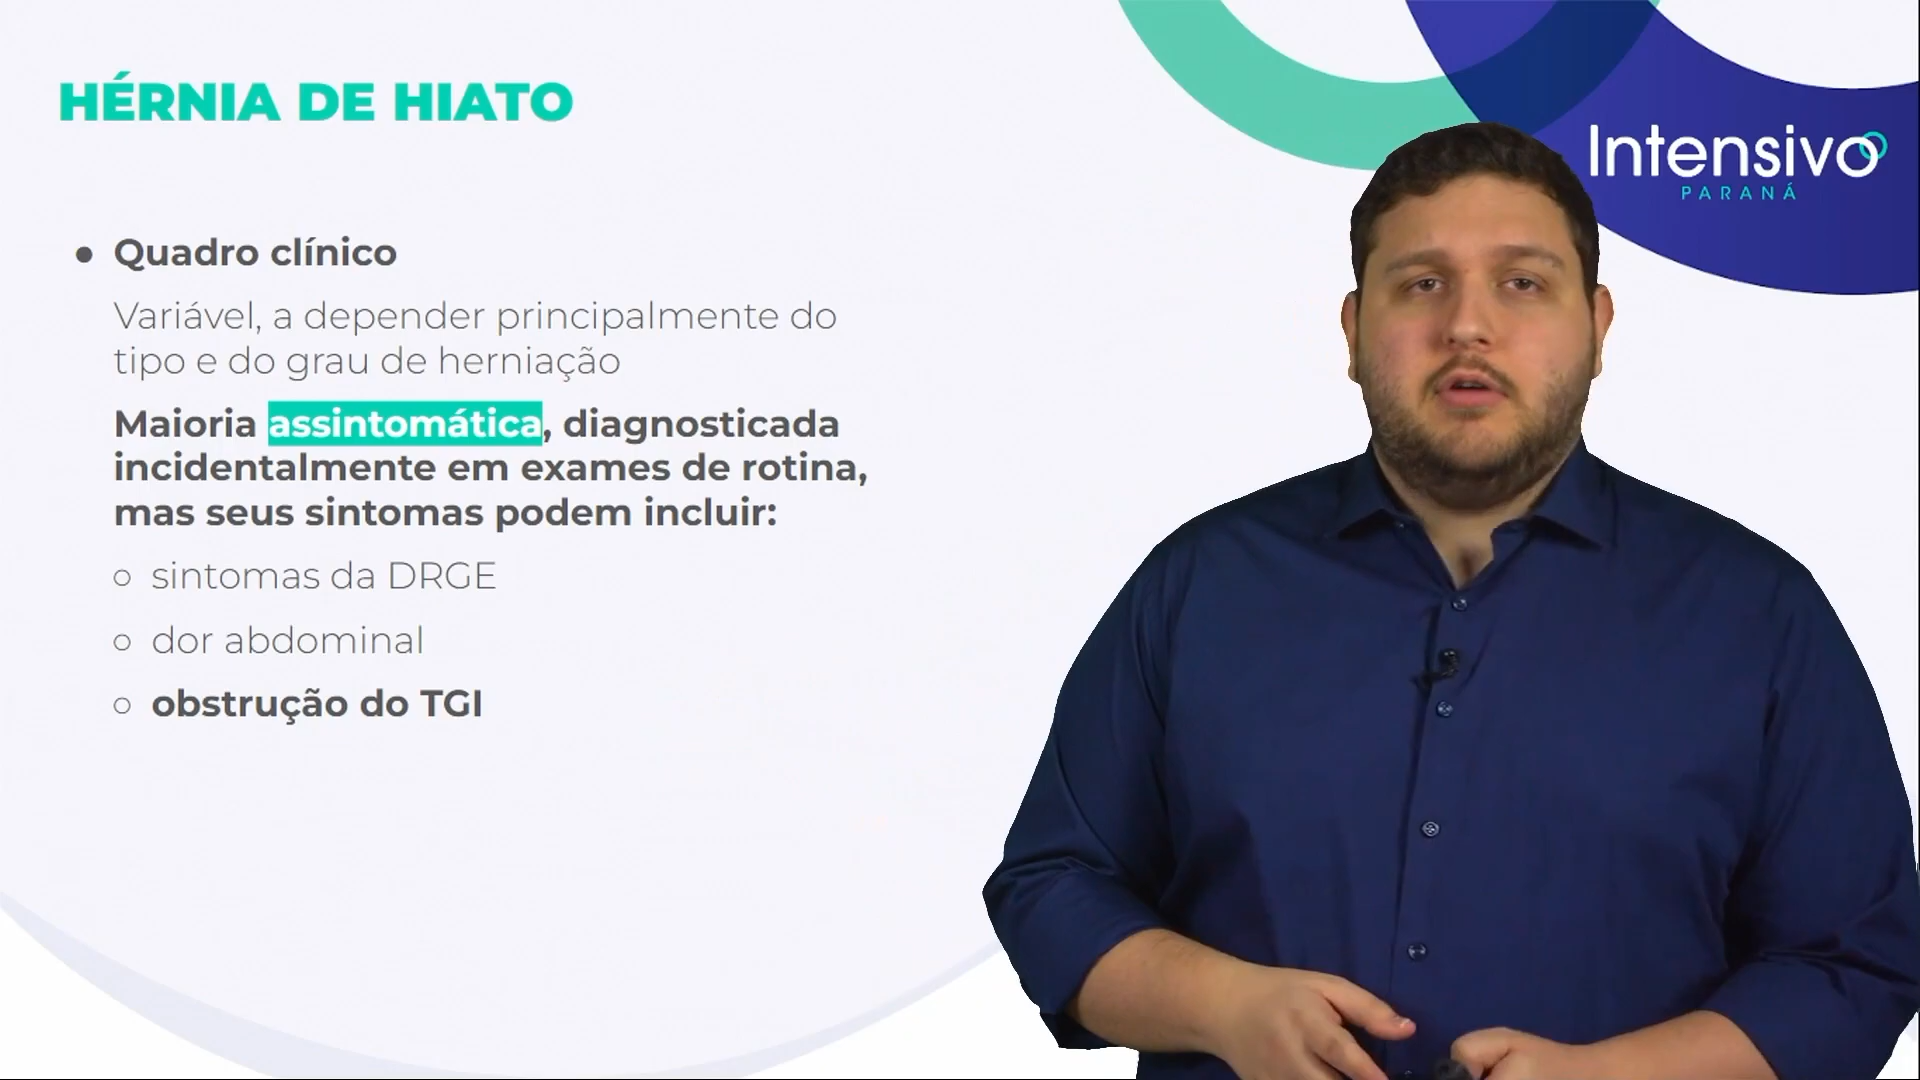 HÉRNIA DE HIATO
Intensivo
PARANÁ
● Quadro clínico
Variável, a depender principalmente do
tipo e do grau de herniação
Maioria assintomática, diagnosticada
incidentalmente em exames de rotina,
mas seus sintomas podem incluir:
○ sintomas da DRGE
○ dor abdominal
○ obstrução do TGI